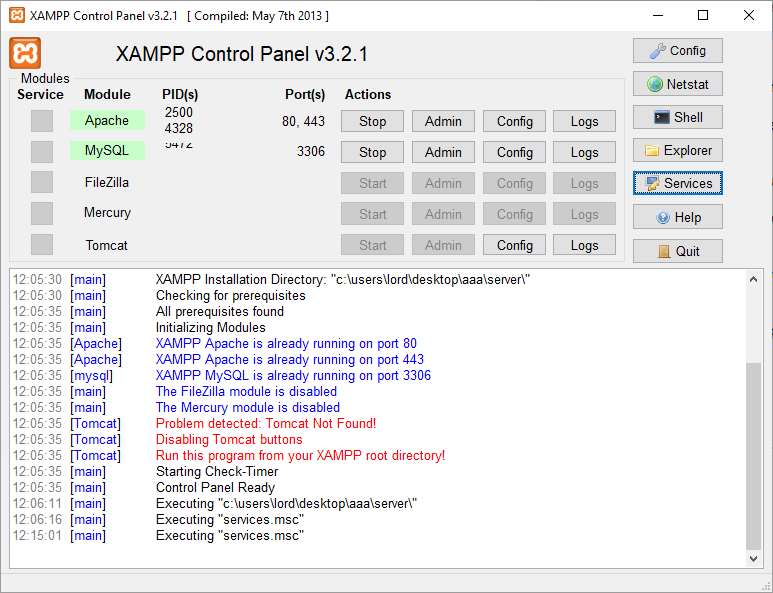 XAMPP Control Panel v3.2.1 [ Compiled: May 7th 2013 ]
XAMPP Control Panel v3.2.1
Config
Modules
Netstat
Service Module PID(s) Port(s) Actions
Apache 2500 4328 80, 443 Stop Admin Config Logs
Shell
MySQL 5472 3306 Stop Admin Config Logs
Explorer
FileZilla Start Admin Config Logs
Services
Mercury Start Admin Config Logs
Help
Tomcat Start Admin Config Logs
Quit
12:05:30 [main] XAMPP Installation Directory: "c:\users\lord\desktop\aaa\server\"
12:05:30 [main] Checking for prerequisites
12:05:35 [main] All prerequisites found
12:05:35 [main] Initializing Modules
12:05:35 [Apache] XAMPP Apache is already running on port 80
12:05:35 [Apache] XAMPP Apache is already running on port 443
12:05:35 [mysql] XAMPP MySQL is already running on port 3306
12:05:35 [main] The FileZilla module is disabled
12:05:35 [main] The Mercury module is disabled
12:05:35 [Tomcat] Problem detected: Tomcat Not Found!
12:05:35 [Tomcat] Disabling Tomcat buttons
12:05:35 [Tomcat] Run this program from your XAMPP root directory!
12:05:35 [main] Starting Check-Timer
12:05:35 [main] Control Panel Ready
12:06:11 [main] Executing "c:\users\lord\desktop\aaa\server\"
12:06:16 [main] Executing "services.msc"
12:15:01 [main] Executing "services.msc"